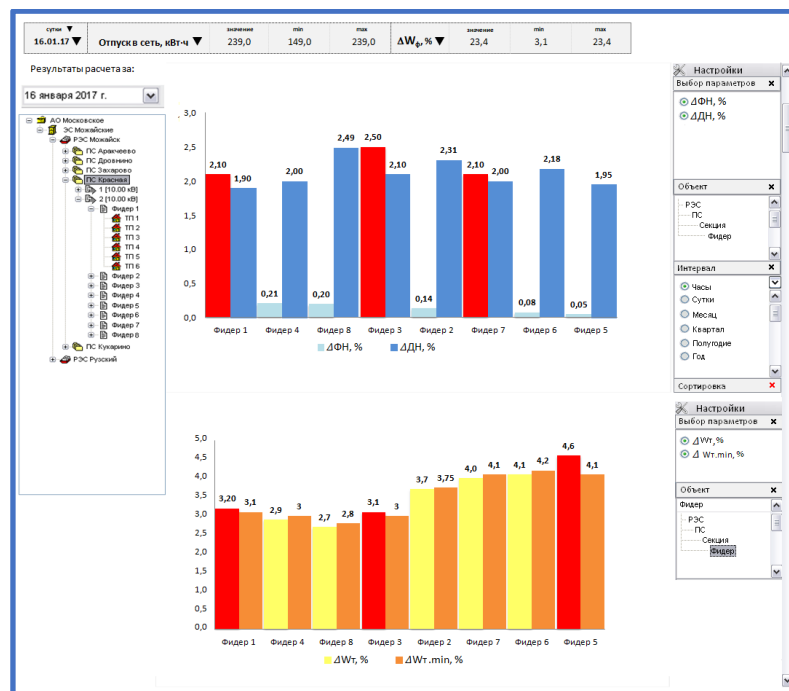 сутки ▼ значение min max значение min max
16.01.17 ▼ Отпуск в сеть, кВт·ч ▼ 239,0 149,0 239,0 ΔWф, % ▼ 23,4 3,1 23,4
Результаты расчета за:
16 января 2017 г.
АО Московское
ЭС Можайские
РЭС Можайск
ПС Аракчеево
ПС Дровнино
ПС Захарово
ПС Красная
1 [10.00 кВ]
2 [10.00 кВ]
Фидер 1
ТП 1
ТП 2
ТП 3
ТП 4
ТП 5
ТП 6
Фидер 2
Фидер 3
Фидер 4
Фидер 5
Фидер 6
Фидер 7
Фидер 8
ПС Кукарино
РЭС Рузский
3,0
2,5
2,0
1,5
1,0
0,5
0,0
2,10 1,90 0,21 2,00 0,20 2,49 2,50 2,10 0,14 2,31 2,10 2,00 0,08 2,18 0,05 1,95
Фидер 1 Фидер 4 Фидер 8 Фидер 3 Фидер 2 Фидер 7 Фидер 6 Фидер 5
ΔФН, % ΔДН, %
Настройки
Выбор параметров ×
ΔФН, %
ΔДН, %
Объект ×
РЭС
ПС
Секция
Фидер
Интервал ×
Часы
Сутки
Месяц
Квартал
Полугодие
Год
Сортировка ×
5,0
4,5
4,0
3,5
3,0
2,5
2,0
1,5
1,0
0,5
0,0
3,20 3,1 2,9 3 2,7 2,8 3,1 3 3,7 3,75 4,0 4,1 4,1 4,2 4,6 4,1
Фидер 1 Фидер 4 Фидер 8 Фидер 3 Фидер 2 Фидер 7 Фидер 6 Фидер 5
ΔWт, % ΔWт.min, %
Настройки
Выбор параметров ×
ΔWт,%
Δ Wт.min, %
Объект ×
Фидер
РЭС
ПС
Секция
Фидер